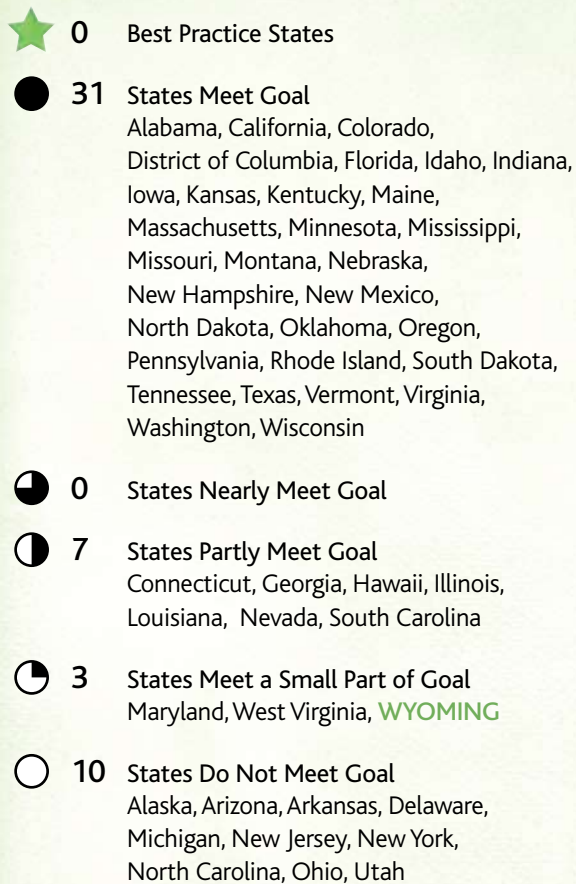 0 Best Practice States
31 States Meet Goal
Alabama, California, Colorado,
District of Columbia, Florida, Idaho, Indiana,
Iowa, Kansas, Kentucky, Maine,
Massachusetts, Minnesota, Mississippi,
Missouri, Montana, Nebraska,
New Hampshire, New Mexico,
North Dakota, Oklahoma, Oregon,
Pennsylvania, Rhode Island, South Dakota,
Tennessee, Texas, Vermont, Virginia,
Washington, Wisconsin
0 States Nearly Meet Goal
7 States Partly Meet Goal
Connecticut, Georgia, Hawaii, Illinois,
Louisiana, Nevada, South Carolina
3 States Meet a Small Part of Goal
Maryland, West Virginia, WYOMING
10 States Do Not Meet Goal
Alaska, Arizona, Arkansas, Delaware,
Michigan, New Jersey, New York,
North Carolina, Ohio, Utah